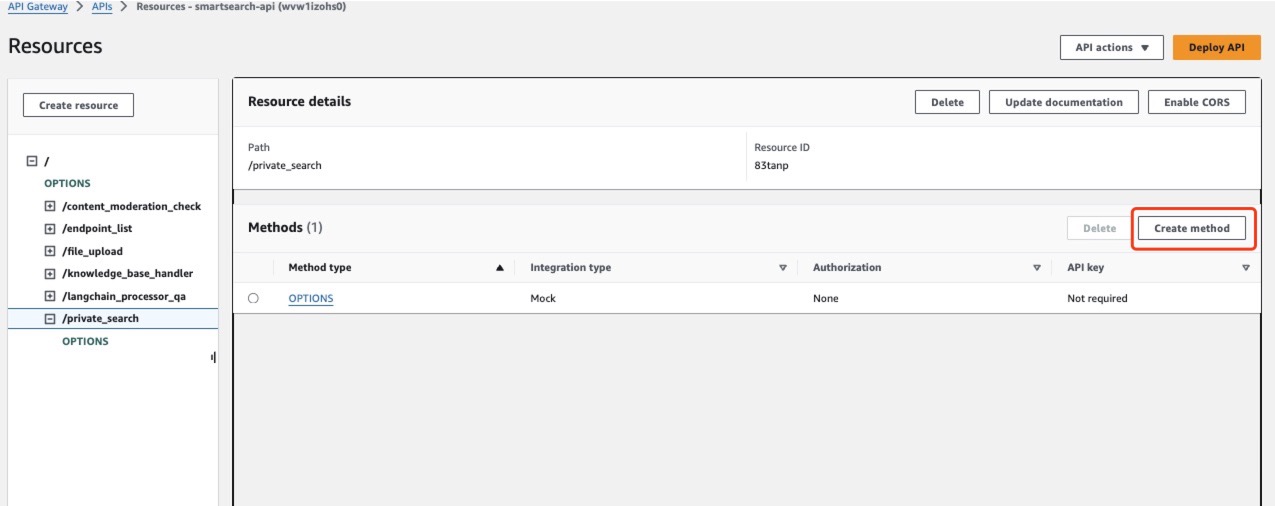 API Gateway > APIs > Resources - smartsearch-api (wvw1izohs0)
Resources
API actions ▼
Deploy API
Create resource
/
OPTIONS
/content_moderation_check
/endpoint_list
/file_upload
/knowledge_base_handler
/langchain_processor_qa
/private_search
OPTIONS
Resource details
Delete
Update documentation
Enable CORS
Path
/private_search
Resource ID
83tanp
Methods (1)
Delete
Create method
Method type ▲ Integration type ▽ Authorization ▽ API key ▽
OPTIONS Mock None Not required